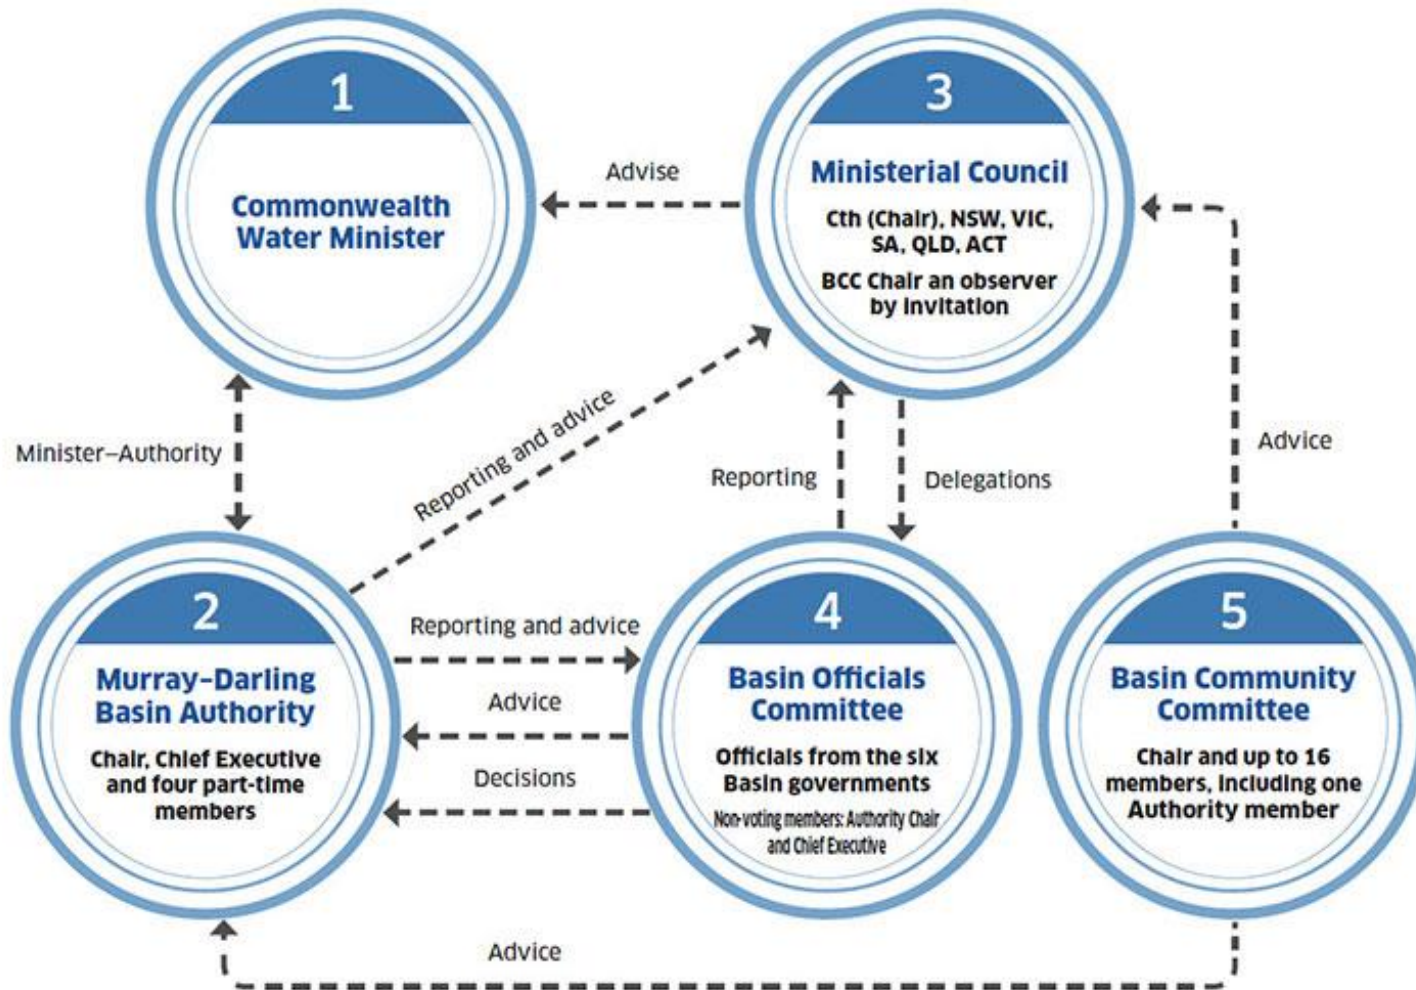 1
Commonwealth
Water Minister
Advise
3
Ministerial Council
Cth (Chair), NSW, VIC,
SA, QLD, ACT
BCC Chair an observer
by invitation
Minister–Authority
Reporting and advice
Reporting
Delegations
Advice
2
Murray–Darling
Basin Authority
Chair, Chief Executive
and four part-time
members
Reporting and advice
Advice
Decisions
4
Basin Officials
Committee
Officials from the six
Basin governments
Non-voting members: Authority Chair
and Chief Executive
5
Basin Community
Committee
Chair and up to 16
members, including one
Authority member
Advice